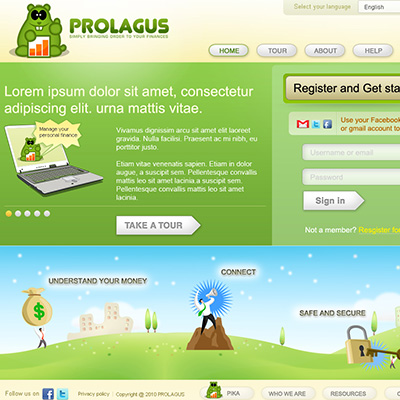 Select your language
English
PROLAGUS
SIMPLY BRINGING ORDER TO YOUR FINANCES
HOME
TOUR
ABOUT
HELP
Lorem ipsum dolor sit amet, consectetur
adipiscing elit. urna mattis vitae.
Manage your
personal finance
Vivamus dignissim arcu sit amet elit laoreet
gravida. Nulla facilisi. Praesent ac mi nibh, eu
porttitor justo.
Etiam vitae venenatis sapien. Etiam in dolor
augue, a suscipit sem. Pellentesque convallis
mattis leo sit amet lacinia.a suscipit sem.
Pellentesque convallis mattis leo sit amet
lacinia
TAKE A TOUR
Register and Get sta
Use your Facebook
or gmail account to
Username or email
Password
Sign in
Not a member? Resgister fo
UNDERSTAND YOUR MONEY
CONNECT
SAFE AND SECURE
Follow us on
Privacy policy
Copyright @ 2010 PROLAGUS
PIKA
WHO WE ARE
RESOURCES